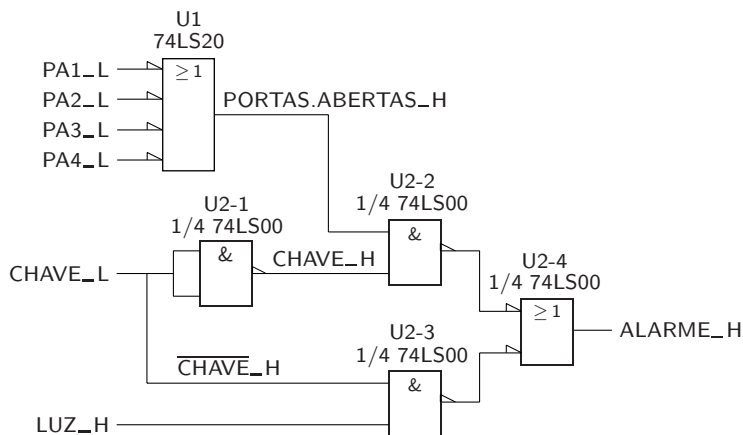 U1
74LS20
PA1_L
≥1
PA2_L
PORTAS.ABERTAS_H
PA3_L
PA4_L
U2-2
1/4 74LS00
U2-1
1/4 74LS00
&
&
CHAVE_H
CHAVE_L
U2-4
1/4 74LS00
≥1
ALARME_H
U2-3
1/4 74LS00
C̅H̅A̅V̅E̅_H
&
LUZ_H